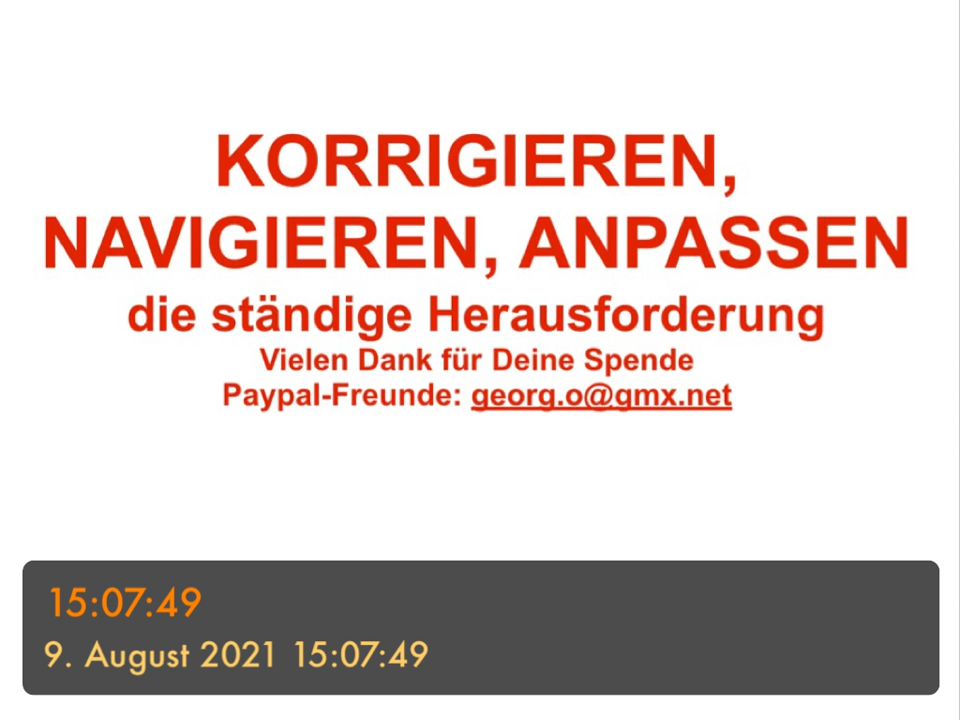 KORRIGIEREN,
NAVIGIEREN, ANPASSEN
die ständige Herausforderung
Vielen Dank für Deine Spende
Paypal-Freunde: georg.o@gmx.net
15:07:49
9. August 2021 15:07:49